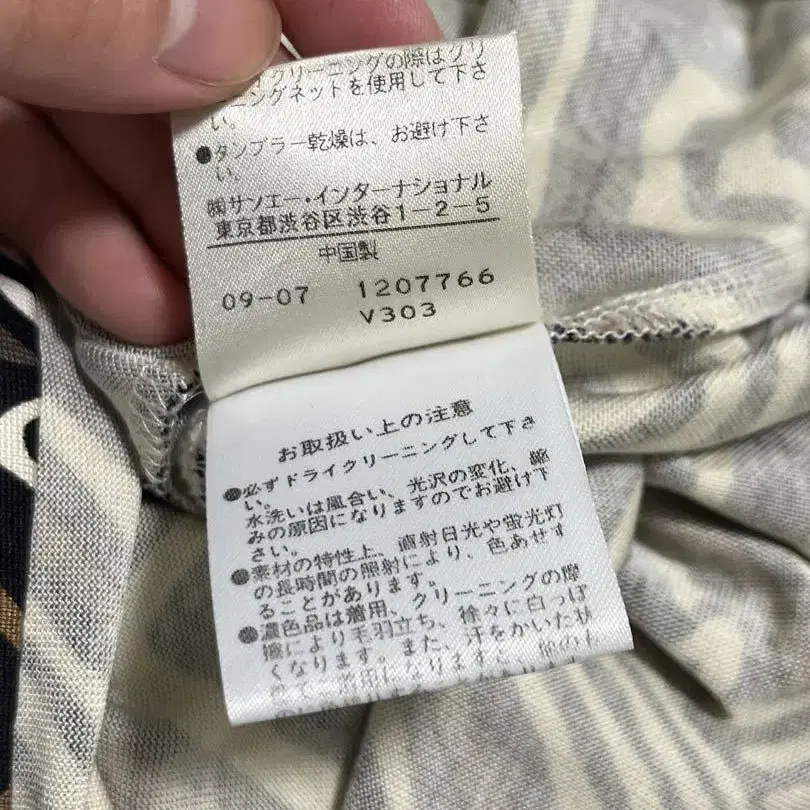 クリーニングの際はクリ
ーニングネットを使用して下さ
い。
●タンブラー乾燥は、お避け下さ
い。
㈱サンエー・インターナショナル
東京都渋谷区渋谷1-2-5
中国製
09-07 1207766
V303
お取扱い上の注意
●必ずドライクリーニングして下さ
い。
水洗いは風合い、光沢の変化、縮
みの原因になりますのでお避け下
さい。
●素材の特性上、直射日光や蛍光灯
の長時間の照射により、色あせす
ることがあります。
●濃色品は着用、クリーニングの摩
擦により毛羽立ち、徐々に白っぽ
くなります。また、汗をかいた状